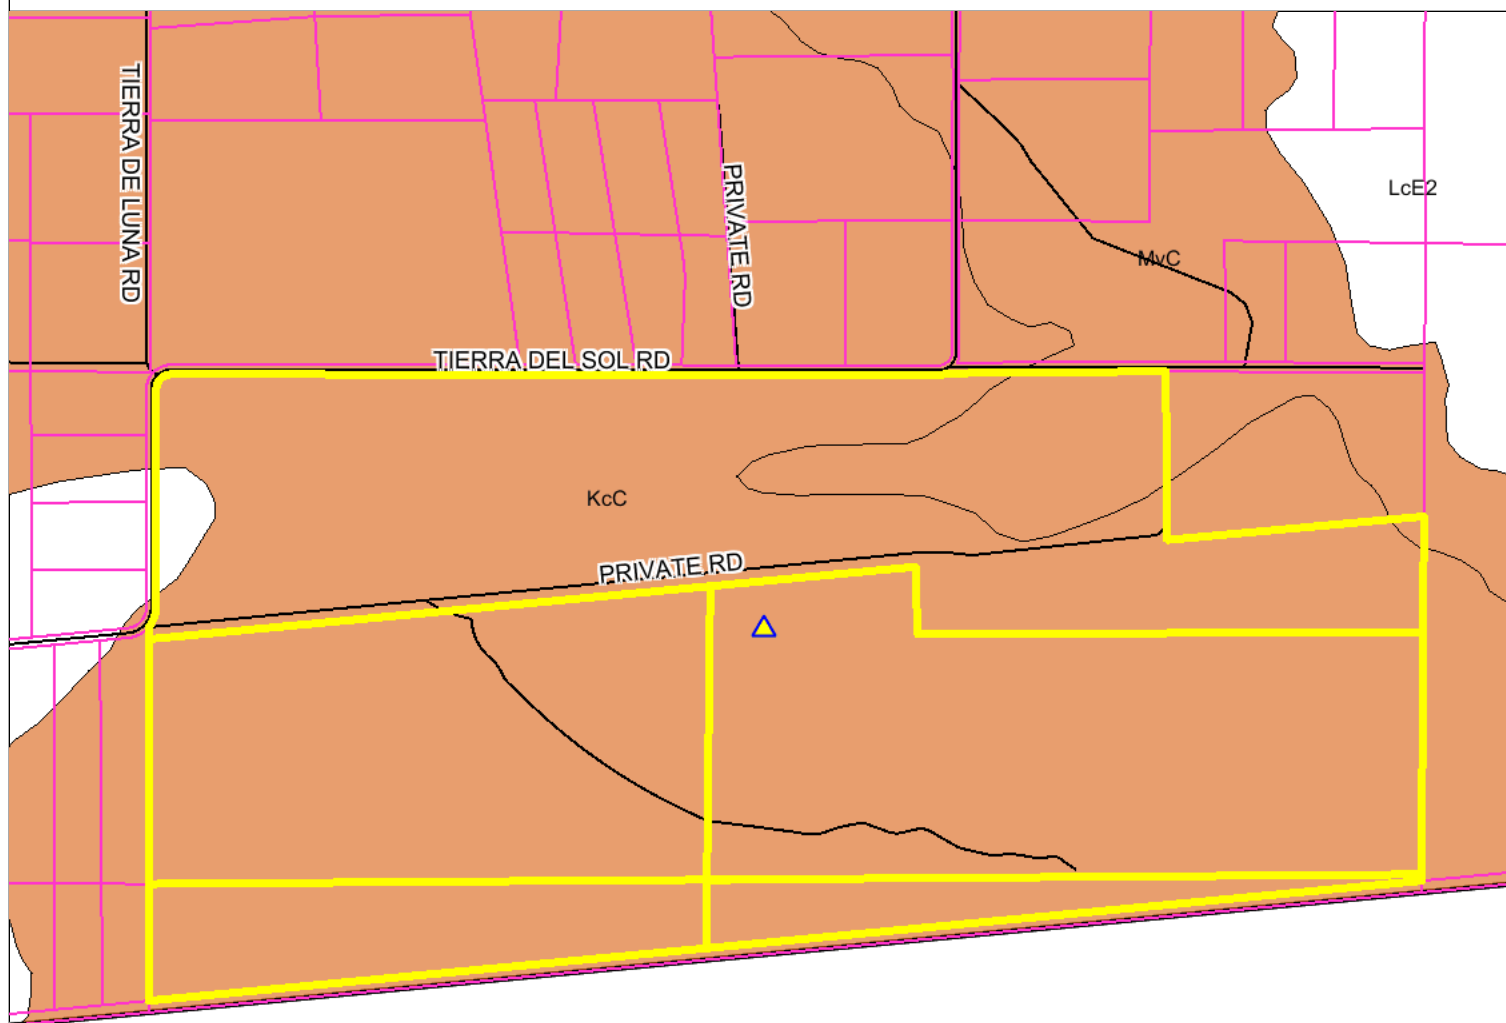 TIERRA DE LUNA RD
PRIVATE RD
LcE2
MvC
TIERRA DEL SOL RD
KcC
PRIVATE RD